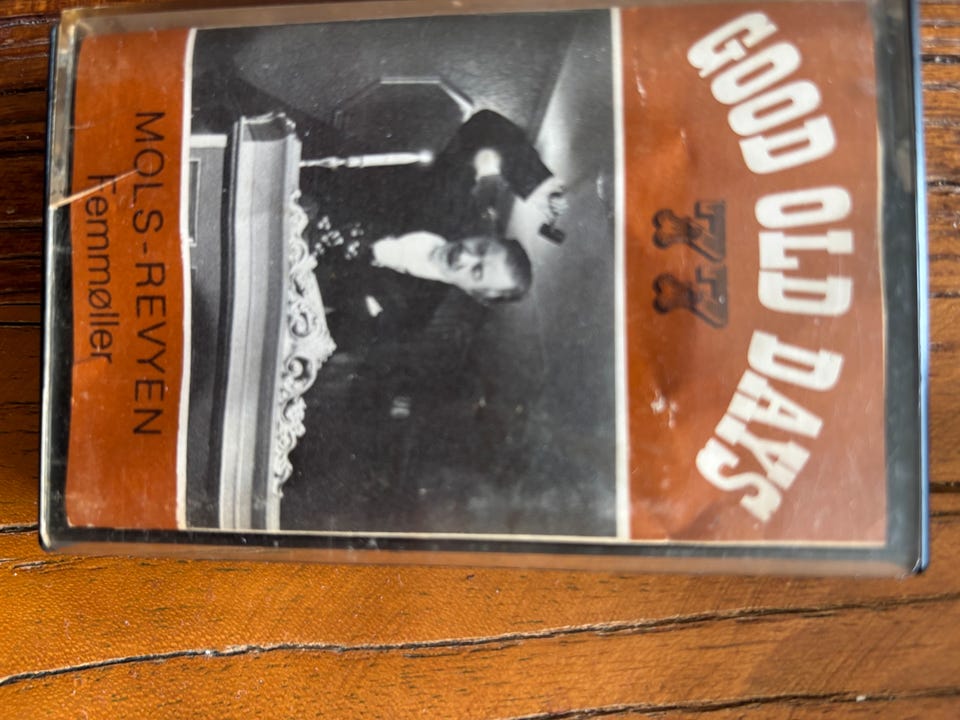 GOOD OLD DAYS
77
MOLS-REVYEN
Femmøller